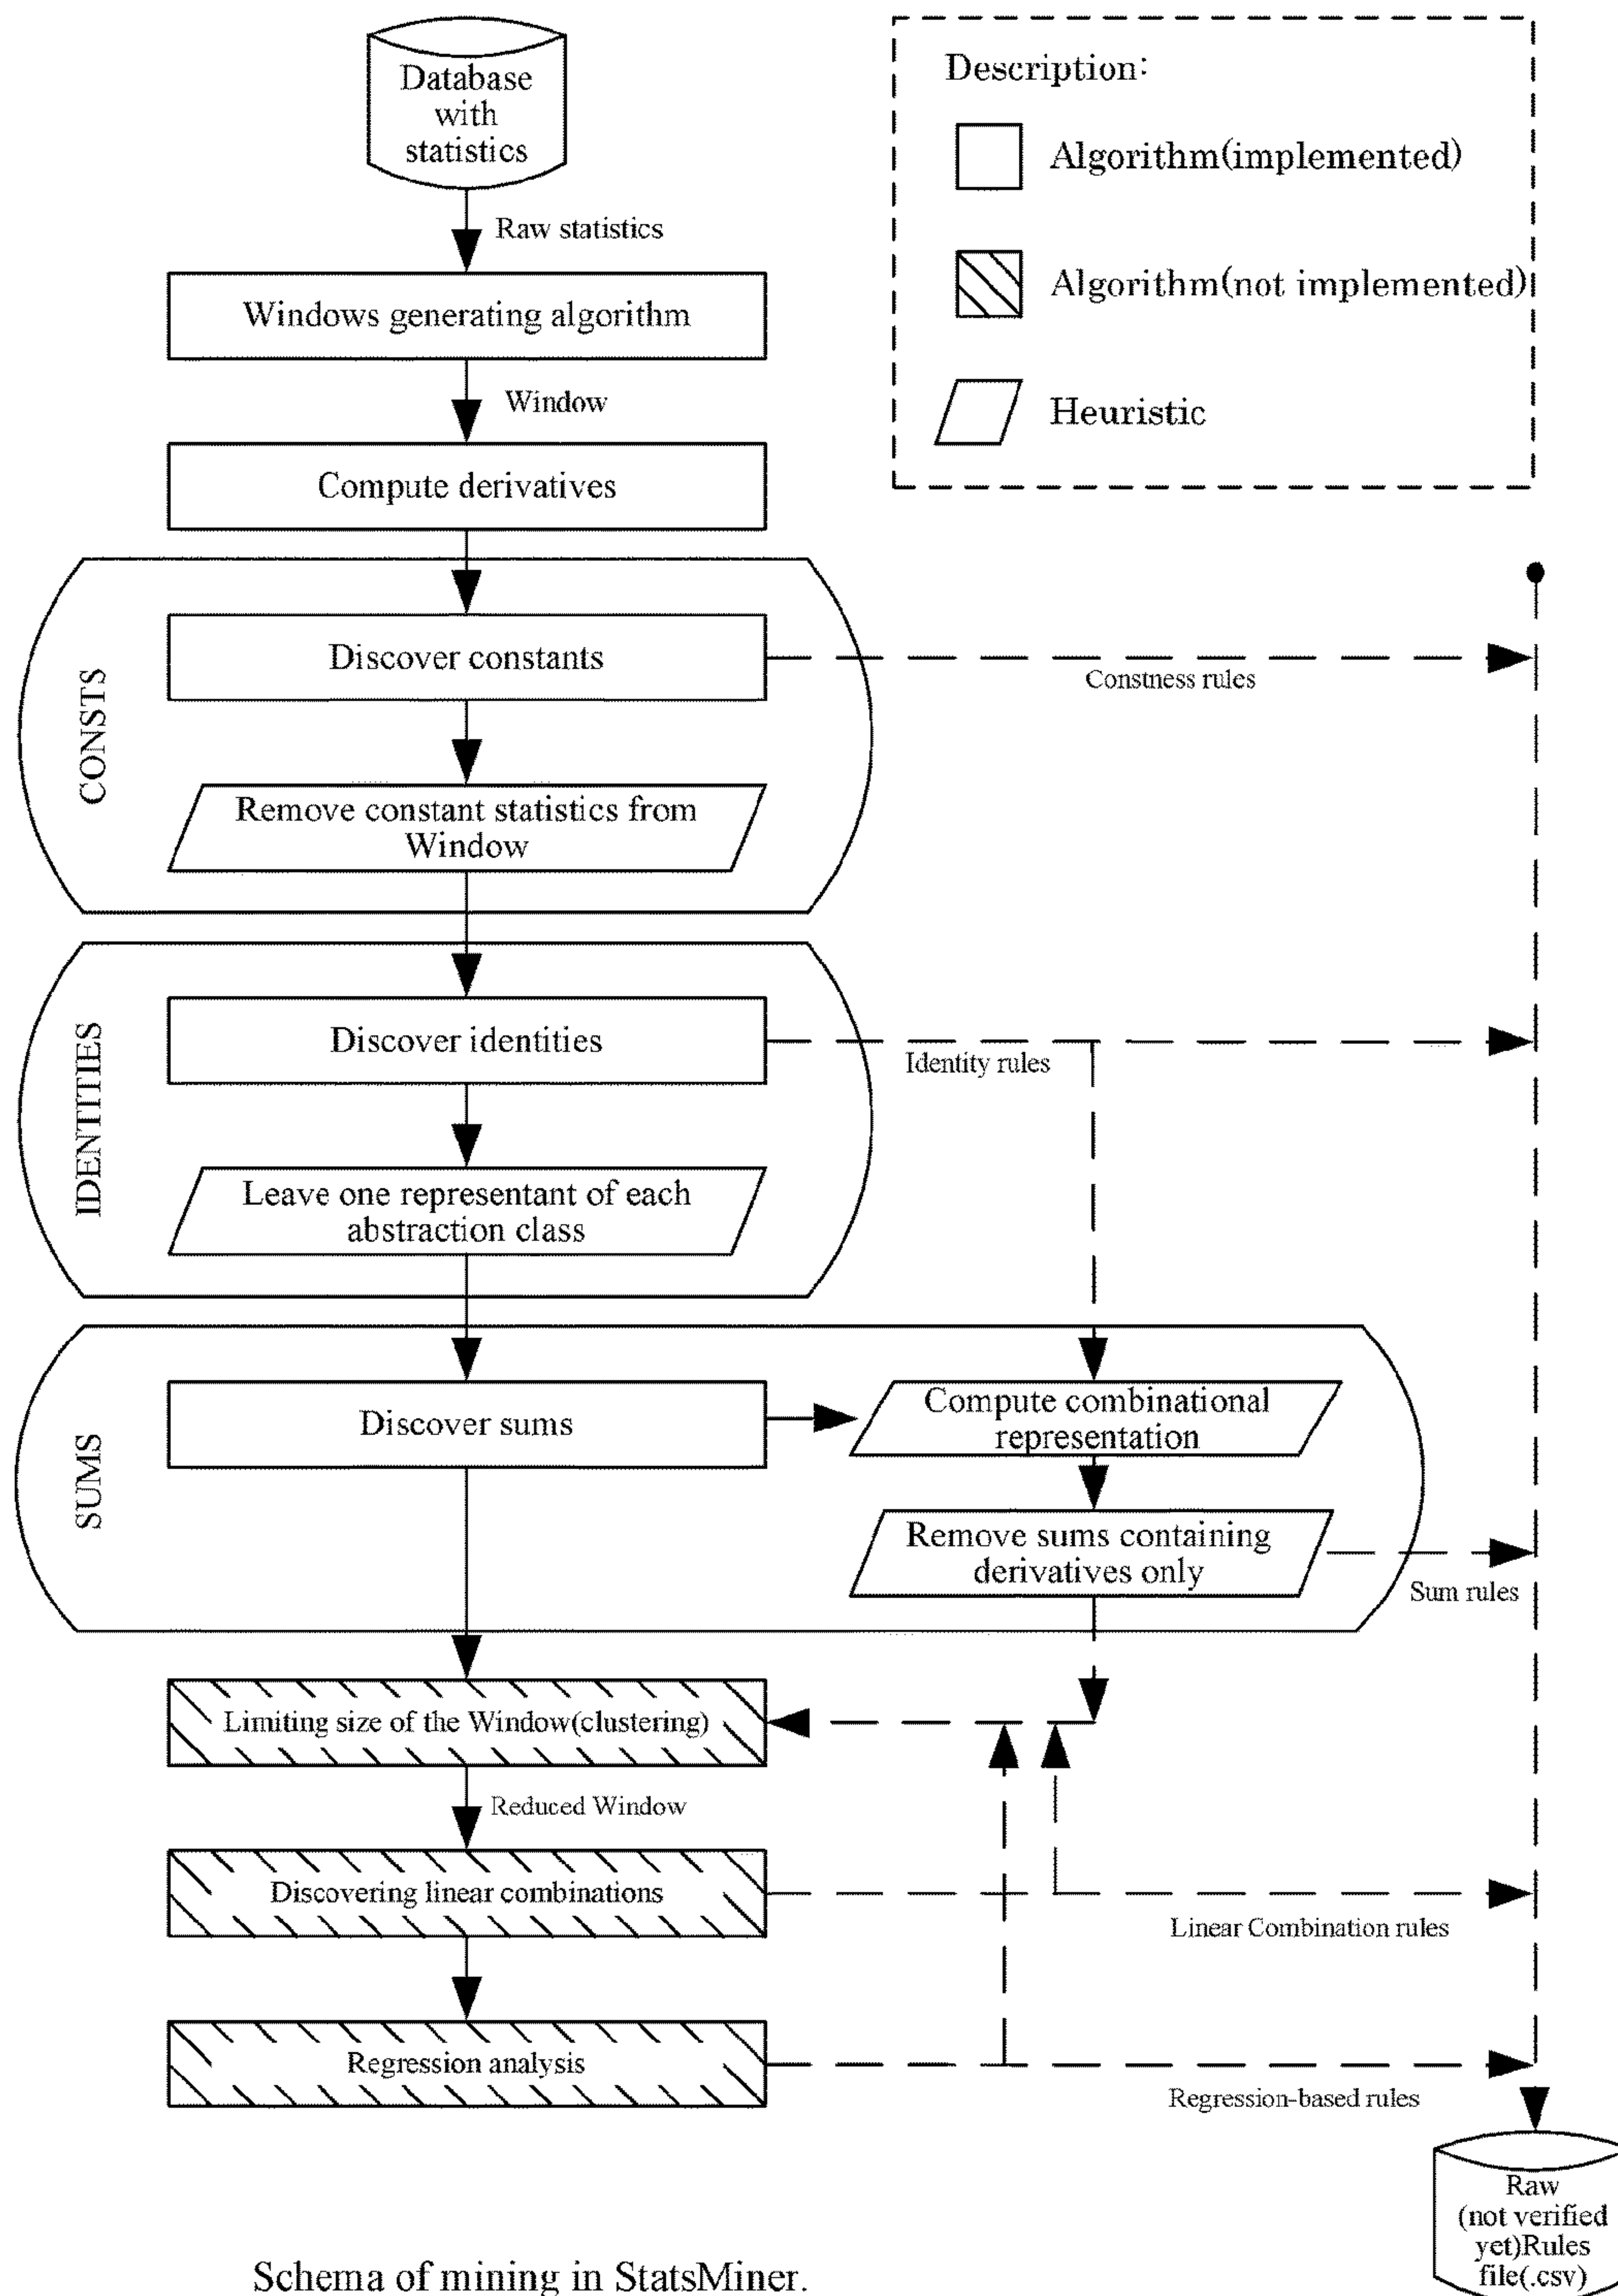 Database
with
statistics
Description:
Algorithm(implemented)
Algorithm(not implemented)
Heuristic
Raw statistics
Windows generating algorithm
Window
Compute derivatives
CONSTS
Discover constants
Constness rules
Remove constant statistics from
Window
IDENTITIES
Discover identities
Identity rules
Leave one representant of each
abstraction class
SUMS
Discover sums
Compute combinational
representation
Remove sums containing
derivatives only
Sum rules
Limiting size of the Window(clustering)
Reduced Window
Discovering linear combinations
Linear Combination rules
Regression analysis
Regression-based rules
Raw
(not verified
yet)Rules
file(.csv)
Schema of mining in StatsMiner.